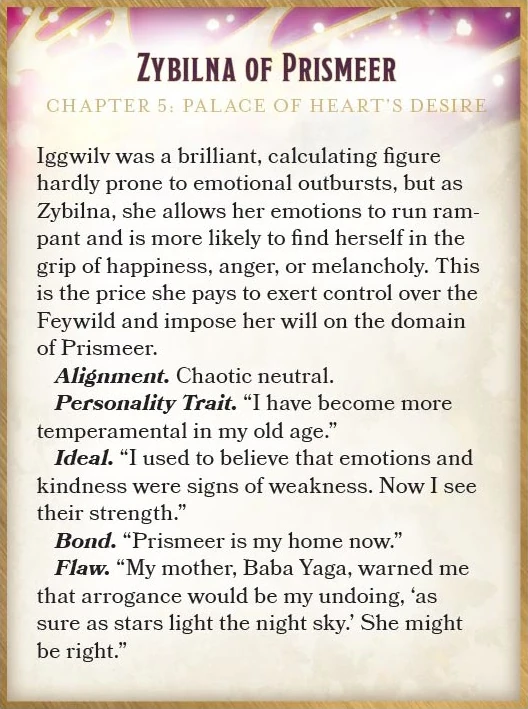 Zybilna of Prismeer
Chapter 5: Palace of Heart's Desire
Iggwilv was a brilliant, calculating figure
hardly prone to emotional outbursts, but as
Zybilna, she allows her emotions to run ram-
pant and is more likely to find herself in the
grip of happiness, anger, or melancholy. This
is the price she pays to exert control over the
Feywild and impose her will on the domain
of Prismeer.
Alignment. Chaotic neutral.
Personality Trait. “I have become more
temperamental in my old age.”
Ideal. “I used to believe that emotions and
kindness were signs of weakness. Now I see
their strength.”
Bond. “Prismeer is my home now.”
Flaw. “My mother, Baba Yaga, warned me
that arrogance would be my undoing, ‘as
sure as stars light the night sky.’ She might
be right.”